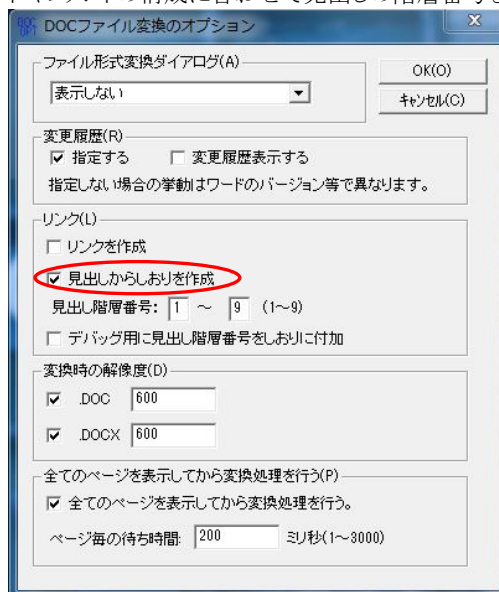 DOCファイル変換のオプション
X
ファイル形式変換ダイアログ(A)
表示しない
OK(O)
キャンセル(C)
変更履歴(R)
指定する 変更履歴表示する
指定しない場合の挙動はワードのバージョン等で異なります。
リンク(L)
リンクを作成
見出しからしおりを作成
見出し階層番号: 1 ～ 9 (1～9)
デバッグ用に見出し階層番号をしおりに付加
変換時の解像度(D)
.DOC 600
.DOCX 600
全てのページを表示してから変換処理を行う(P)
全てのページを表示してから変換処理を行う。
ページ毎の待ち時間: 200 ミリ秒(1～3000)